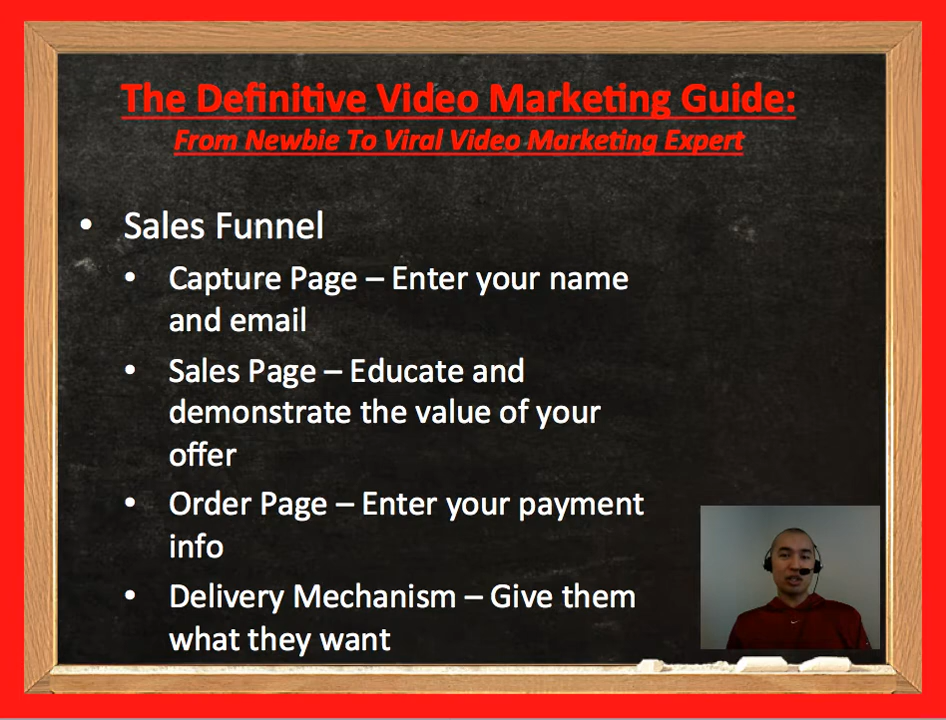 The Definitive Video Marketing Guide:
From Newbie To Viral Video Marketing Expert
• Sales Funnel
• Capture Page – Enter your name
and email
• Sales Page – Educate and
demonstrate the value of your
offer
• Order Page – Enter your payment
info
• Delivery Mechanism – Give them
what they want